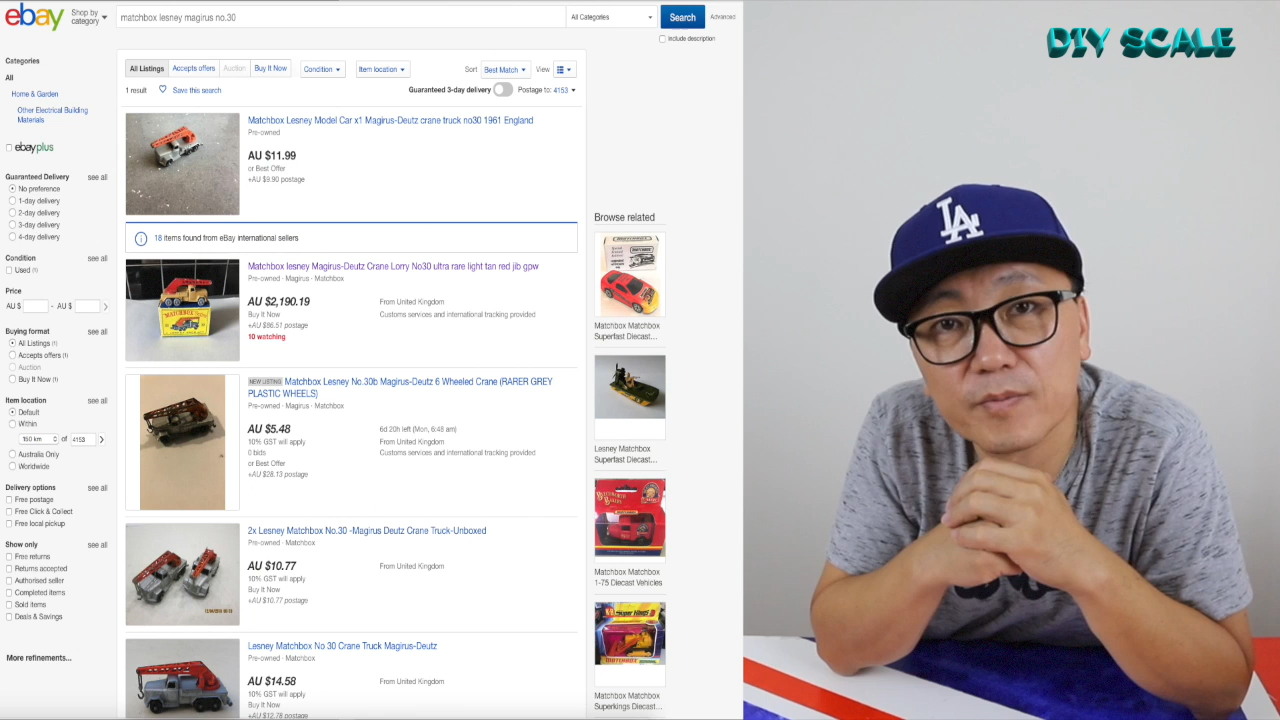 ebay
Shop by
category
matchbox lesney magirus no.30
All Categories
Search
Advanced
Include description
DIY SCALE
Categories
All
Home & Garden
Other Electrical Building
Materials
ebayplus
Guaranteed Delivery
see all
No preference
1-day delivery
2-day delivery
3-day delivery
4-day delivery
Condition
see all
Used (1)
Price
AU $ - AU $
Buying format
see all
All Listings (1)
Accepts offers (1)
Auction
Buy It Now (1)
Item location
see all
Default
Within
150 km of 4153
Australia Only
Worldwide
Delivery options
see all
Free postage
Free Click & Collect
Free local pickup
Show only
see all
Free returns
Returns accepted
Authorised seller
Completed items
Sold items
Deals & Savings
More refinements...
All Listings Accepts offers Auction Buy It Now Condition Item location Sort Best Match View
1 result Save this search Guaranteed 3-day delivery Postage to: 4153
Matchbox Lesney Model Car x1 Magirus-Deutz crane truck no30 1961 England
Pre-owned
AU $11.99
or Best Offer
+AU $9.90 postage
18 items found from eBay international sellers
Matchbox lesney Magirus-Deutz Crane Lorry No30 ultra rare light tan red jib gpw
Pre-owned · Magirus · Matchbox
AU $2,190.19
From United Kingdom
Buy It Now
Customs services and international tracking provided
+AU $86.51 postage
10 watching
MATCHBOX
NEW LISTING Matchbox Lesney No.30b Magirus-Deutz 6 Wheeled Crane (RARER GREY
PLASTIC WHEELS)
Pre-owned · Magirus · Matchbox
AU $5.48
6d 20h left (Mon, 6:48 am)
10% GST will apply
From United Kingdom
0 bids
Customs services and international tracking provided
or Best Offer
+AU $28.13 postage
2x Lesney Matchbox No.30 -Magirus Deutz Crane Truck-Unboxed
Pre-owned · Matchbox
AU $10.77
From United Kingdom
10% GST will apply
Buy It Now
+AU $10.77 postage
Lesney Matchbox No 30 Crane Truck Magirus-Deutz
Pre-owned · Matchbox
AU $14.58
From United Kingdom
10% GST will apply
Buy It Now
+AU $12.78 postage
Browse related
Matchbox Matchbox
Superfast Diecast...
Lesney Matchbox
Superfast Diecast...
Matchbox Matchbox
1-75 Diecast Vehicles
Super Kings
MATCHBOX
Matchbox Matchbox
Superkings Diecast...
LA